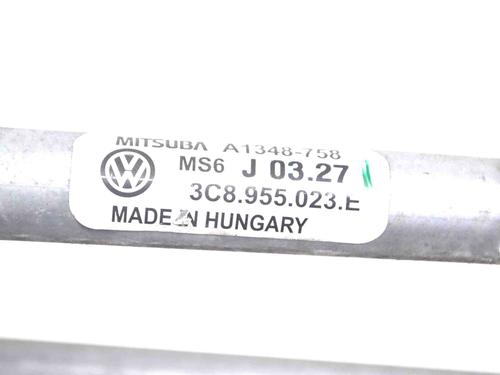 MITSUBA A1348-758
MS6 J 03.27
3C8.955.023.E
MADE IN HUNGARY